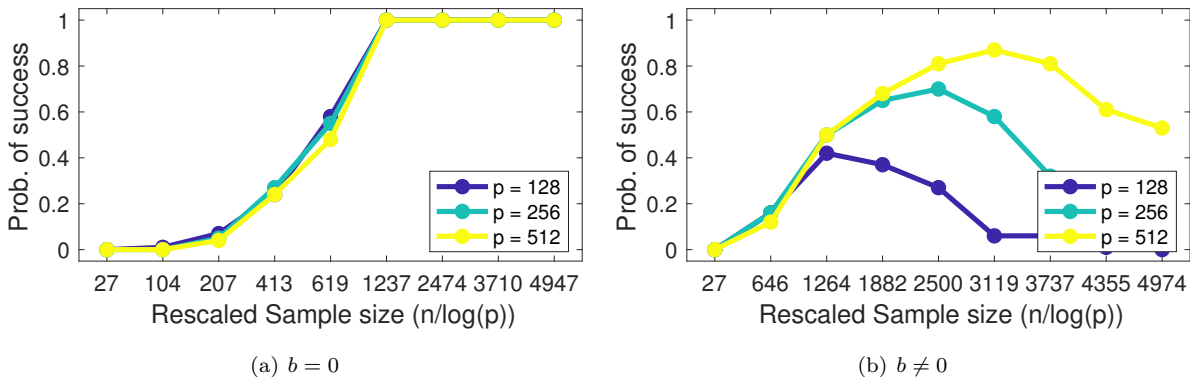 1
0.8
0.6
0.4
0.2
0
Prob. of success
p = 128
p = 256
p = 512
27 104 207 413 619 1237 2474 3710 4947
Rescaled Sample size (n/log(p))
(a) b = 0
1
0.8
0.6
0.4
0.2
0
Prob. of success
p = 128
p = 256
p = 512
27 646 1264 1882 2500 3119 3737 4355 4974
Rescaled Sample size (n/log(p))
(b) b ≠ 0